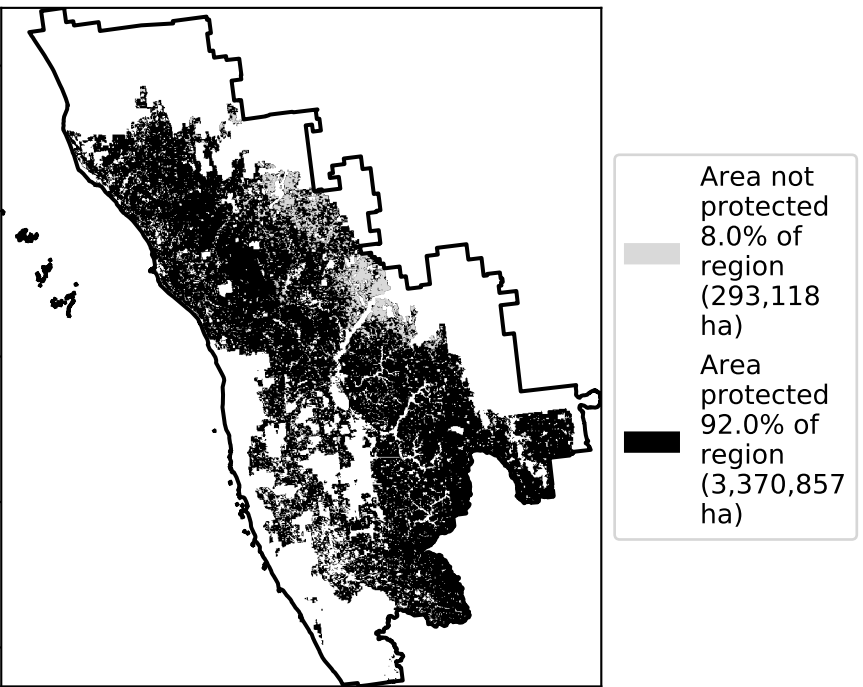 Area not
protected
8.0% of
region
(293,118
ha)
Area
protected
92.0% of
region
(3,370,857
ha)